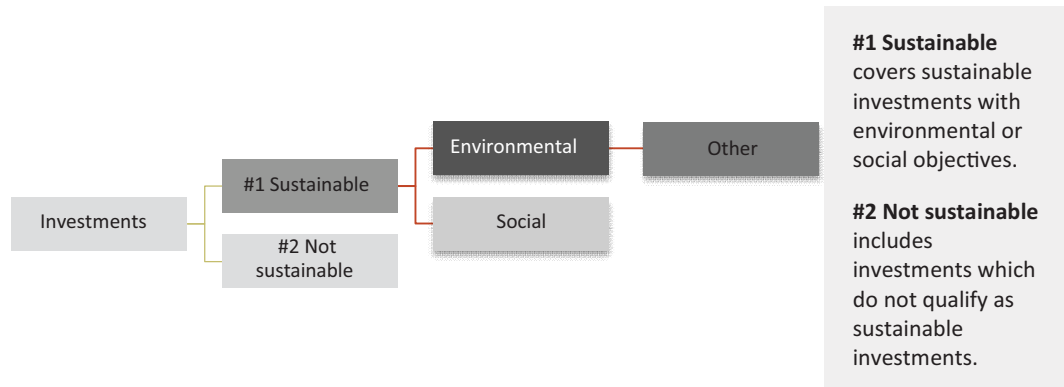 Investments
#1 Sustainable
#2 Not
sustainable
Environmental
Social
Other
#1 Sustainable
covers sustainable
investments with
environmental or
social objectives.
#2 Not sustainable
includes
investments which
do not qualify as
sustainable
investments.